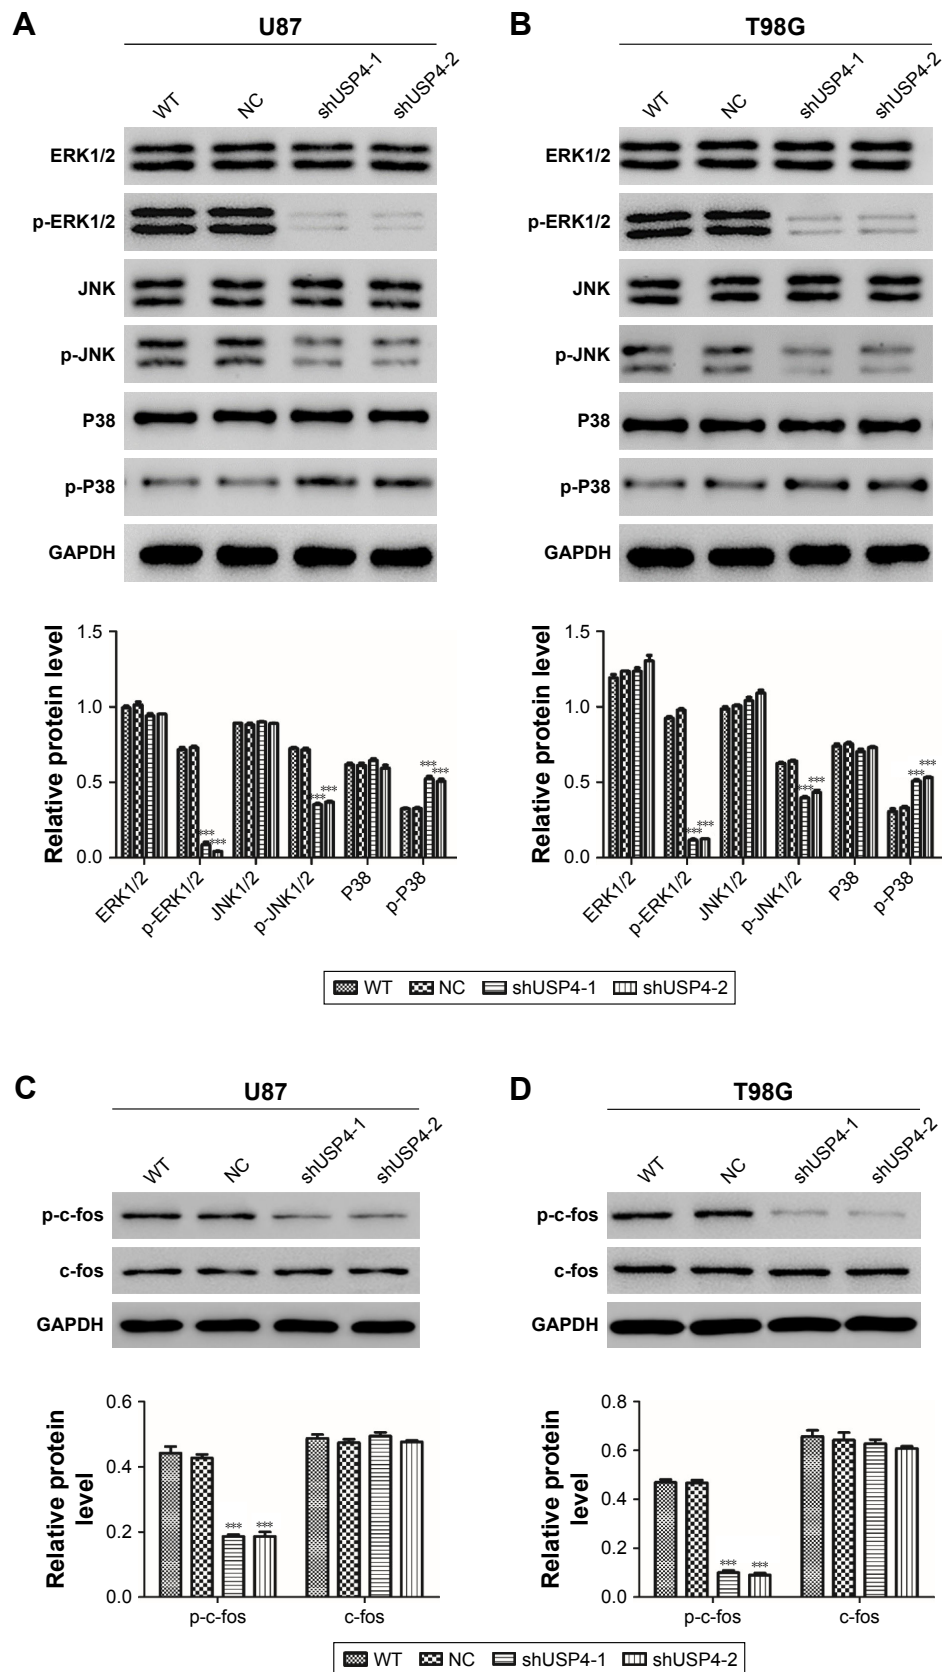 A
U87
WT NC shUSP4-1 shUSP4-2
ERK1/2
p-ERK1/2
JNK
p-JNK
P38
p-P38
GAPDH
Relative protein level
1.5
1.0
0.5
0.0
*** *** *** *** *** ***
ERK1/2 p-ERK1/2 JNK1/2 p-JNK1/2 P38 p-P38
B
T98G
WT NC shUSP4-1 shUSP4-2
ERK1/2
p-ERK1/2
JNK
p-JNK
P38
p-P38
GAPDH
Relative protein level
1.5
1.0
0.5
0.0
*** *** *** *** *** ***
ERK1/2 p-ERK1/2 JNK1/2 p-JNK1/2 P38 p-P38
WT NC shUSP4-1 shUSP4-2
C
U87
WT NC shUSP4-1 shUSP4-2
p-c-fos
c-fos
GAPDH
Relative protein
level
0.6
0.4
0.2
0.0
*** ***
p-c-fos c-fos
D
T98G
WT NC shUSP4-1 shUSP4-2
p-c-fos
c-fos
GAPDH
Relative protein
level
0.8
0.6
0.4
0.2
0.0
*** ***
p-c-fos c-fos
WT NC shUSP4-1 shUSP4-2